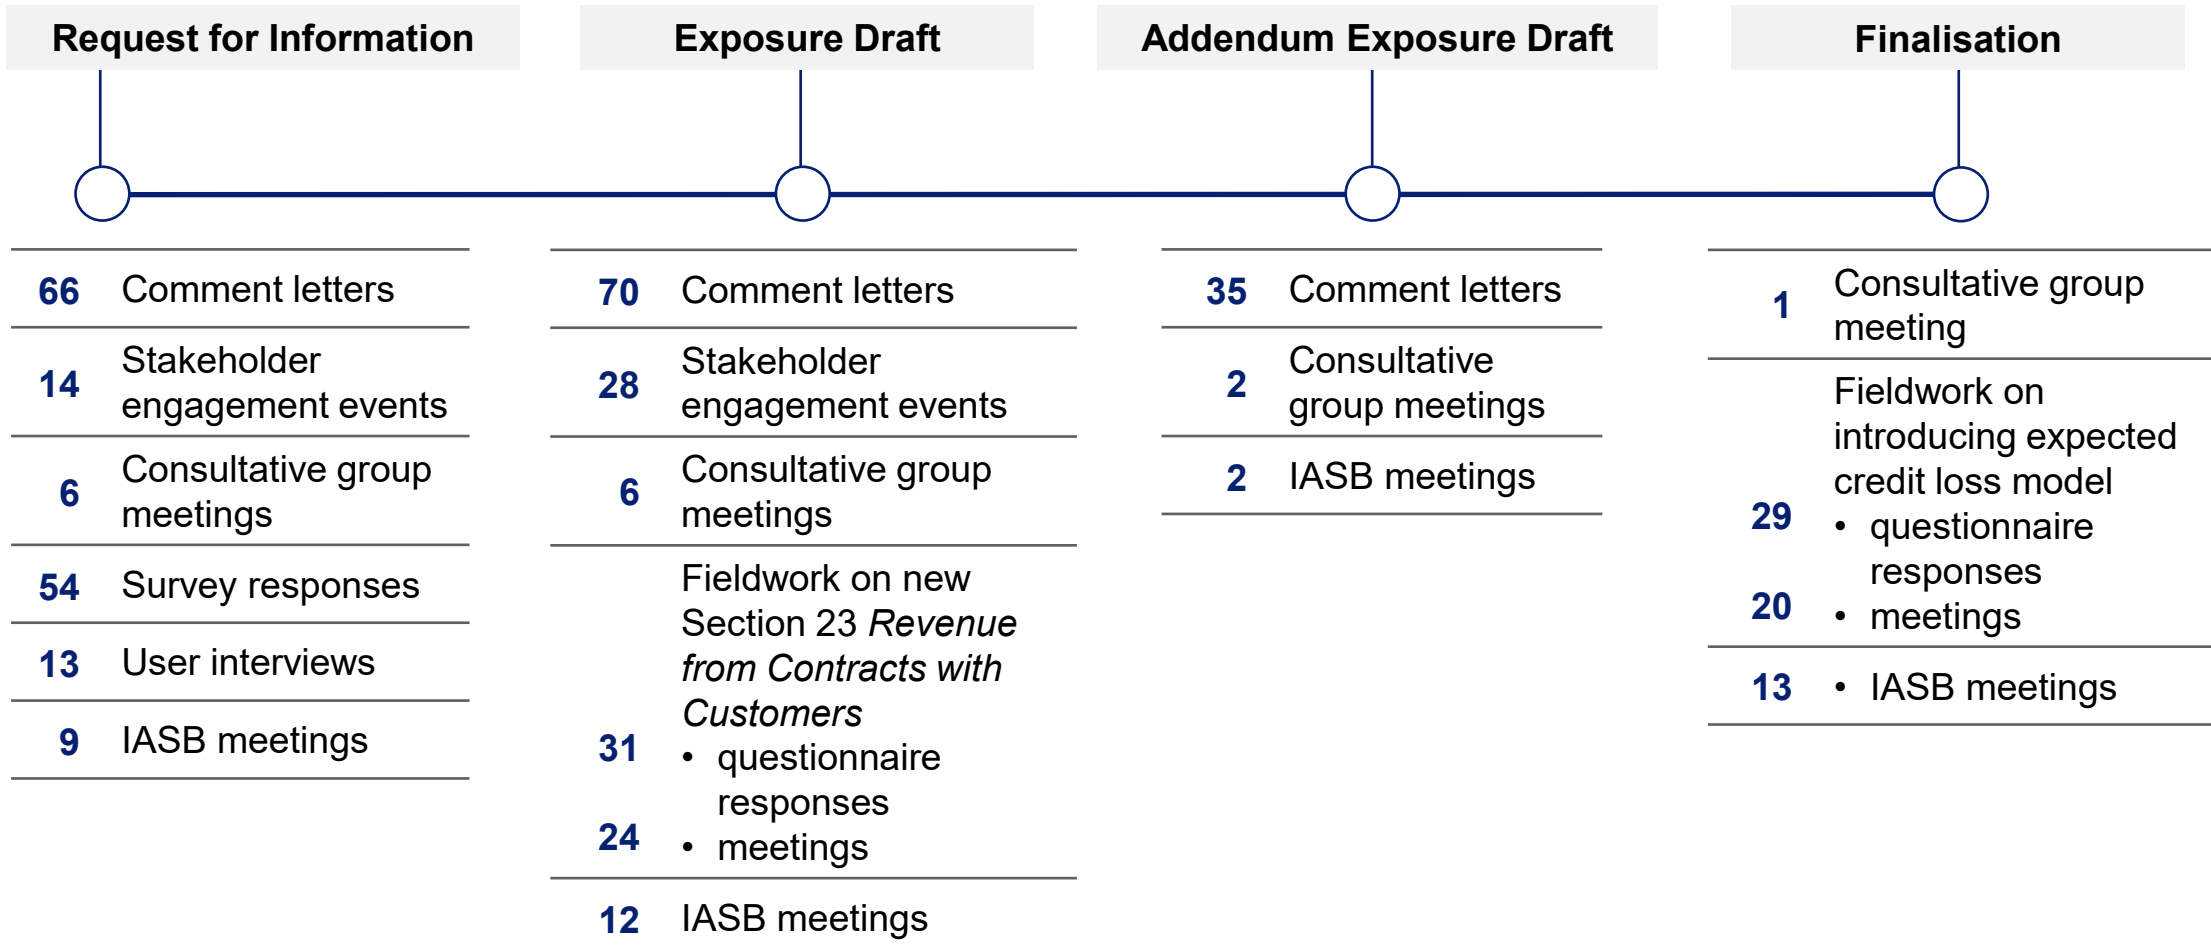 Request for Information
Exposure Draft
Addendum Exposure Draft
Finalisation
66 Comment letters
14 Stakeholder
engagement events
6 Consultative group
meetings
54 Survey responses
13 User interviews
9 IASB meetings
70 Comment letters
28 Stakeholder
engagement events
6 Consultative group
meetings
Fieldwork on new
Section 23 Revenue
from Contracts with
Customers
31 • questionnaire
responses
24 • meetings
12 IASB meetings
35 Comment letters
2 Consultative
group meetings
2 IASB meetings
1 Consultative group
meeting
Fieldwork on
introducing expected
credit loss model
29 • questionnaire
responses
20 • meetings
13 • IASB meetings